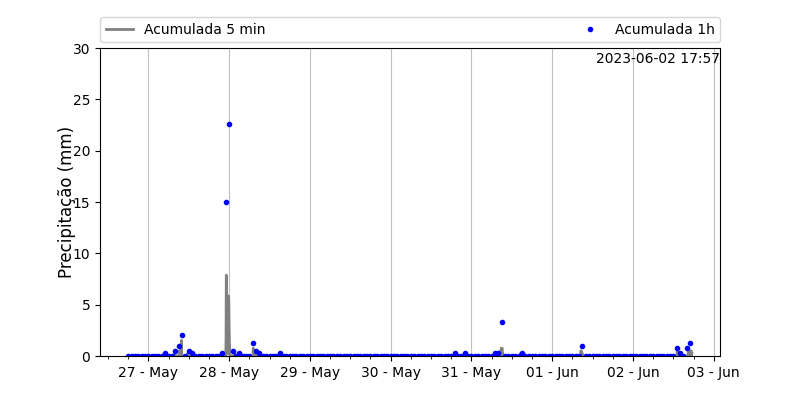 Acumulada 5 min
Acumulada 1h
2023-06-02 17:57
Precipitação (mm)
30
25
20
15
10
5
0
27 - May
28 - May
29 - May
30 - May
31 - May
01 - Jun
02 - Jun
03 - Jun